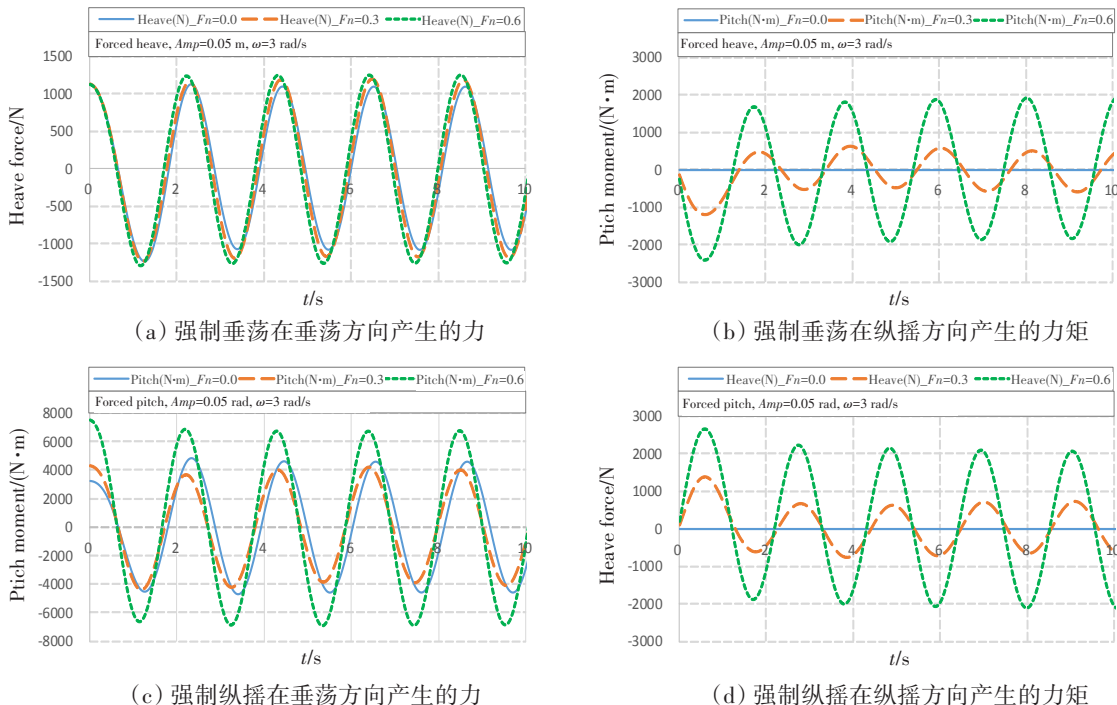 Heave(N)_Fn=0.0 Heave(N)_Fn=0.3 Heave(N)_Fn=0.6
Forced heave, Amp=0.05 m, ω=3 rad/s
1500
1000
500
0
-500
-1000
-1500
0 2 4 6 8 10
Heave force/N
t/s
(a) 强制垂荡在垂荡方向产生的力
Pitch(N·m)_Fn=0.0 Pitch(N·m)_Fn=0.3 Pitch(N·m)_Fn=0.6
Forced heave, Amp=0.05 m, ω=3 rad/s
3000
2000
1000
0
-1000
-2000
-3000
0 2 4 6 8 10
Ptich moment/(N·m)
t/s
(b) 强制垂荡在纵摇方向产生的力矩
Pitch(N·m)_Fn=0.0 Pitch(N·m)_Fn=0.3 Pitch(N·m)_Fn=0.6
Forced pitch, Amp=0.05 rad, ω=3 rad/s
8000
6000
4000
2000
0
-2000
-4000
-6000
-8000
0 2 4 6 8 10
Ptich moment/(N·m)
t/s
(c) 强制纵摇在垂荡方向产生的力
Heave(N)_Fn=0.0 Heave(N)_Fn=0.3 Heave(N)_Fn=0.6
Forced pitch, Amp=0.05 rad, ω=3 rad/s
3000
2000
1000
0
-1000
-2000
-3000
0 2 4 6 8 10
Heave force/N
t/s
(d) 强制纵摇在纵摇方向产生的力矩